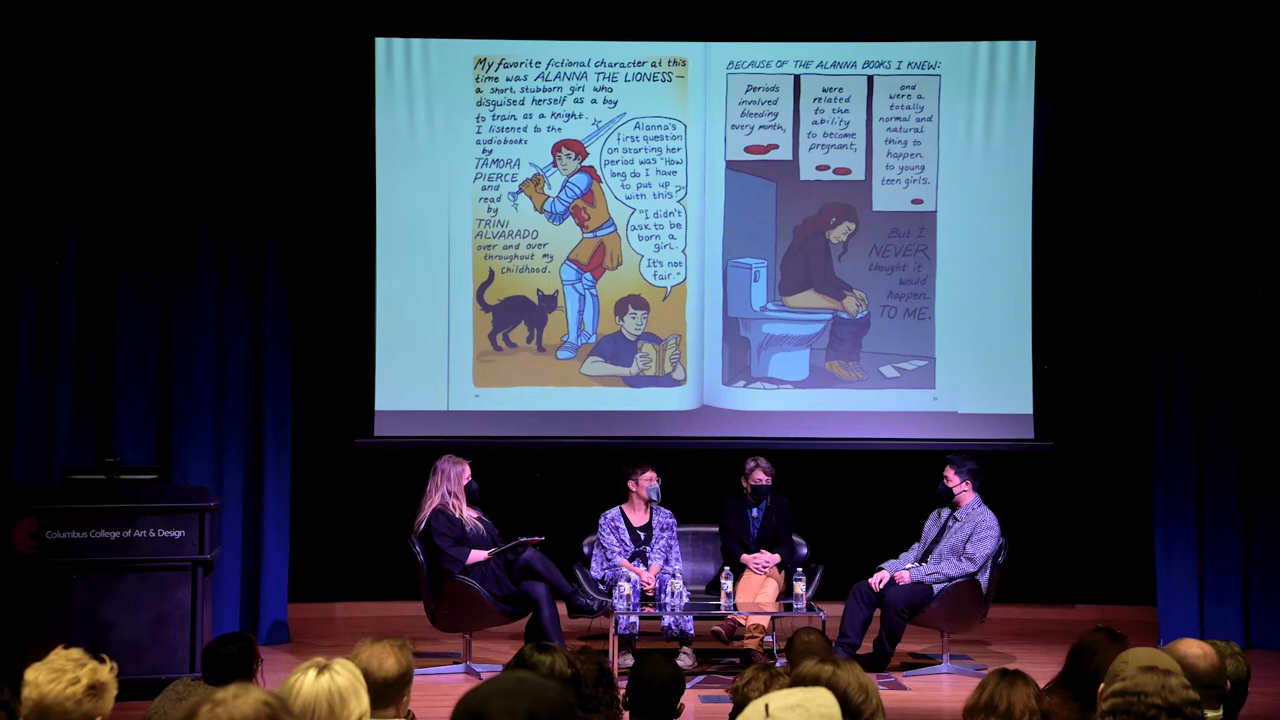 My favorite fictional character at this
time was ALANNA THE LIONESS—
a short, stubborn girl who
disguised herself as a boy
to train as a knight.
I listened to the
audiobooks
by
TAMORA
PIERCE
and
read
by
TRINI
ALVARADO
over and over
throughout my
childhood.
Alanna's
first question
on starting her
period was "How
long do I have
to put up
with this?"
"I didn't
ask to be
born a
girl.
It's not
fair."
BECAUSE OF THE ALANNA BOOKS I KNEW:
Periods
involved
bleeding
every month,
were
related
to the
ability
to become
pregnant,
and
were a
totally
normal and
natural
thing to
happen
to young
teen girls.
But I
NEVER
thought it
would
happen
TO ME.
Columbus College of Art & Design